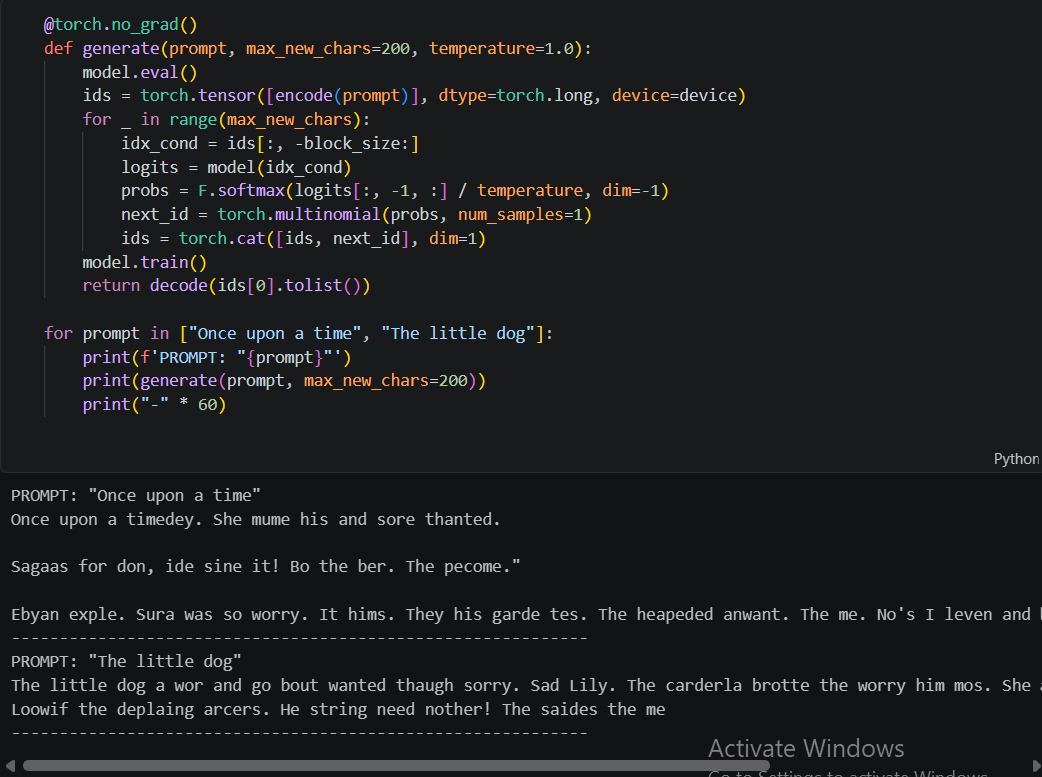 @torch.no_grad()
def generate(prompt, max_new_chars=200, temperature=1.0):
    model.eval()
    ids = torch.tensor([encode(prompt)], dtype=torch.long, device=device)
    for _ in range(max_new_chars):
        idx_cond = ids[:, -block_size:]
        logits = model(idx_cond)
        probs = F.softmax(logits[:, -1, :] / temperature, dim=-1)
        next_id = torch.multinomial(probs, num_samples=1)
        ids = torch.cat([ids, next_id], dim=1)
    model.train()
    return decode(ids[0].tolist())

for prompt in ["Once upon a time", "The little dog"]:
    print(f'PROMPT: "{prompt}"')
    print(generate(prompt, max_new_chars=200))
    print("-" * 60)
Python
PROMPT: "Once upon a time"
Once upon a timedey. She mume his and sore thanted.

Sagaas for don, ide sine it! Bo the ber. The pecome."

Ebyan exple. Sura was so worry. It hims. They his garde tes. The heapeded anwant. The me. No's I leven and
------------------------------------------------------------
PROMPT: "The little dog"
The little dog a wor and go bout wanted thaugh sorry. Sad Lily. The carderla brotte the worry him mos. She
Loowif the deplaing arcers. He string need nother! The saides the me
------------------------------------------------------------
Activate Windows
Go to Settings to activate Windows